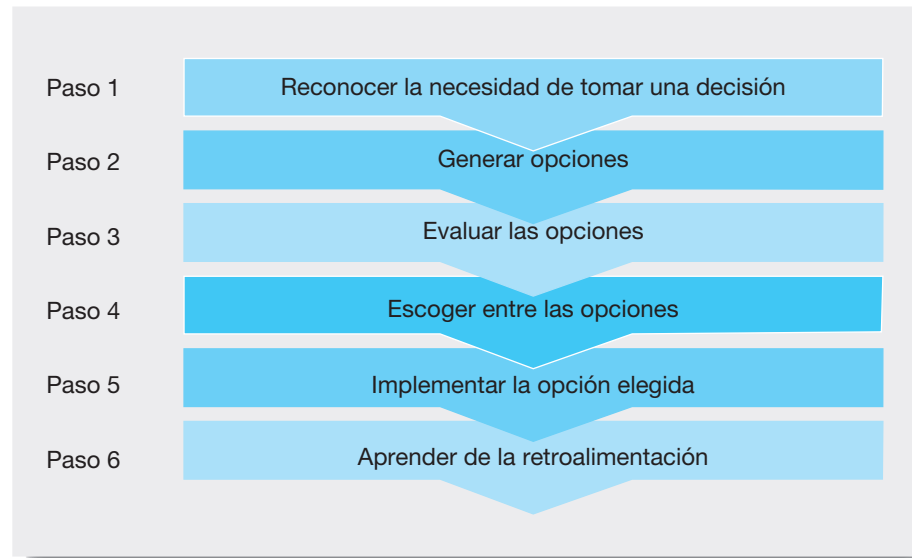 Paso 1 Reconocer la necesidad de tomar una decisión
Paso 2 Generar opciones
Paso 3 Evaluar las opciones
Paso 4 Escoger entre las opciones
Paso 5 Implementar la opción elegida
Paso 6 Aprender de la retroalimentación